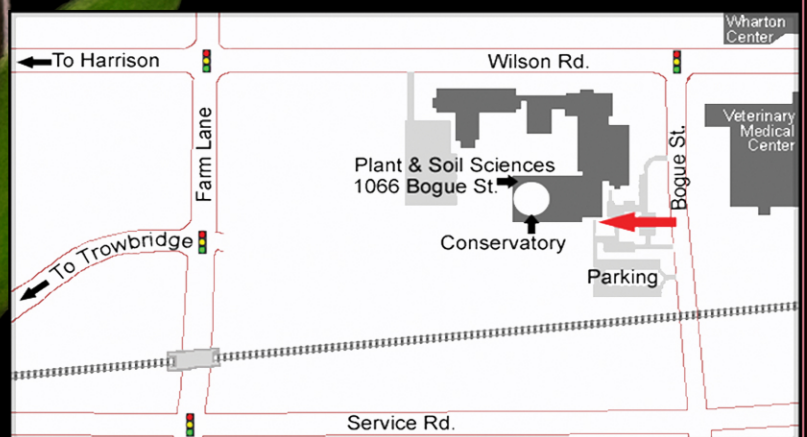 Wharton
Center
To Harrison
Wilson Rd.
Veterinary
Medical
Center
Farm Lane
Bogue St.
Plant & Soil Sciences
1066 Bogue St.
To Trowbridge
Conservatory
Parking
Service Rd.